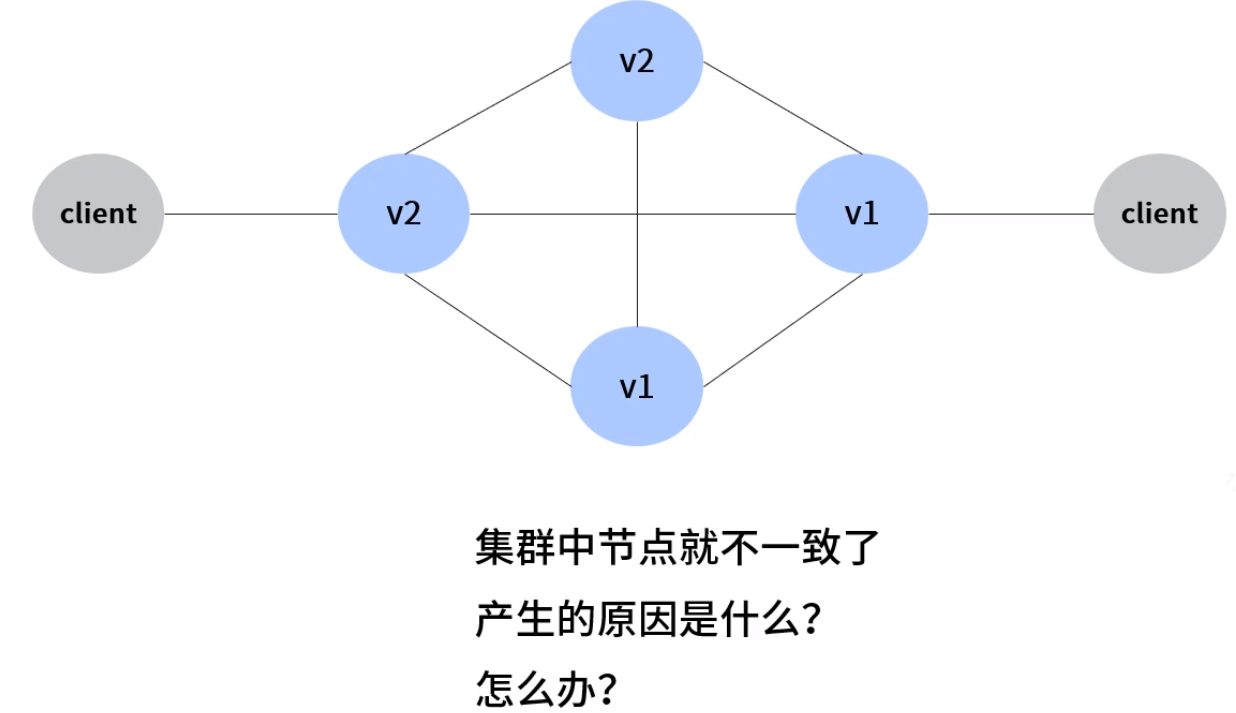 v2
client
v2
v1
client
v1
集群中节点就不一致了
产生的原因是什么？
怎么办？